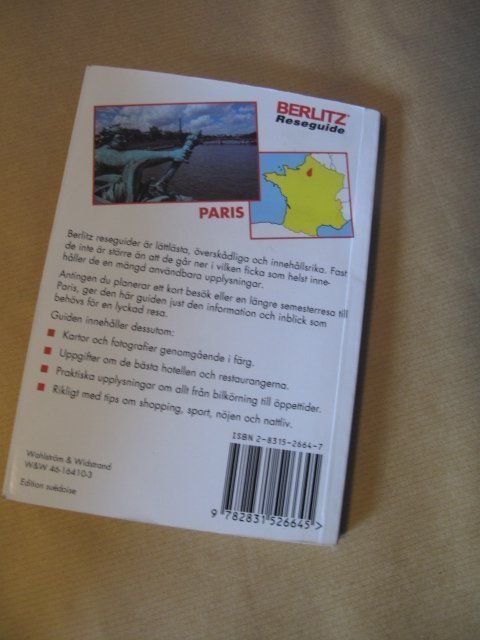 BERLITZ
Reseguide
PARIS
Berlitz reseguider är lättlästa, överskådliga och innehållsrika. Fast
de inte är större än att de går ner i vilken ficka som helst inne-
håller de en mängd användbara upplysningar.
Antingen du planerar ett kort besök eller en längre semesterresa till
Paris, ger den här guiden just den information och inblick som
behövs för en lyckad resa.
Guiden innehåller dessutom:
Kartor och fotografier genomgående i färg.
Uppgifter om de bästa hotellen och restaurangerna.
Praktiska upplysningar om allt från bilkörning till öppettider.
Rikligt med tips om shopping, sport, nöjen och nattliv.
ISBN 2-8315-2664-7
Wahlström & Widstrand
W&W 46-16410-3
Edition suédoise
9 782831 526645 >